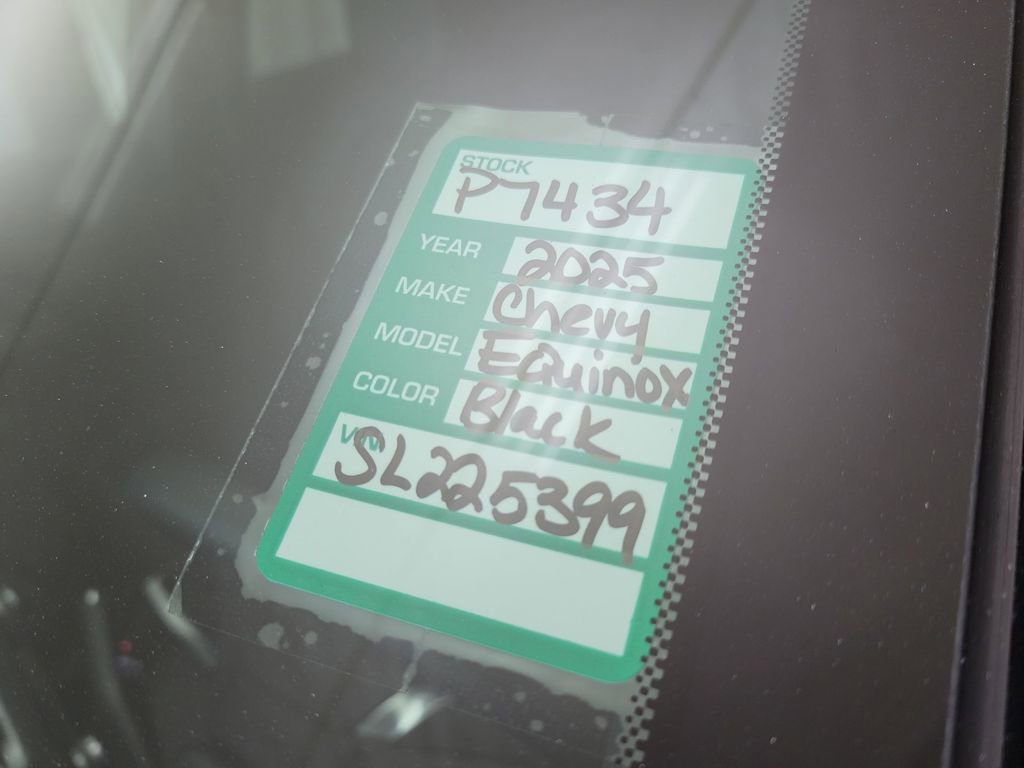 STOCK
P7434
YEAR 2025
MAKE Chevy
MODEL Equinox
COLOR Black
VIN
SL225399